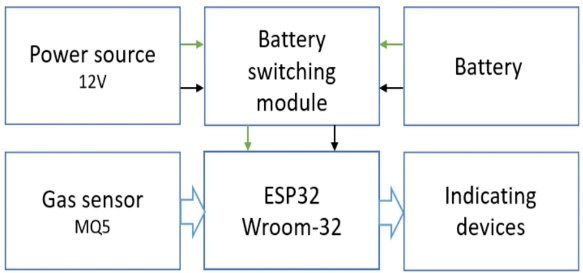 Power source
12V
Battery
switching
module
Battery
Gas sensor
MQ5
ESP32
Wroom-32
Indicating
devices